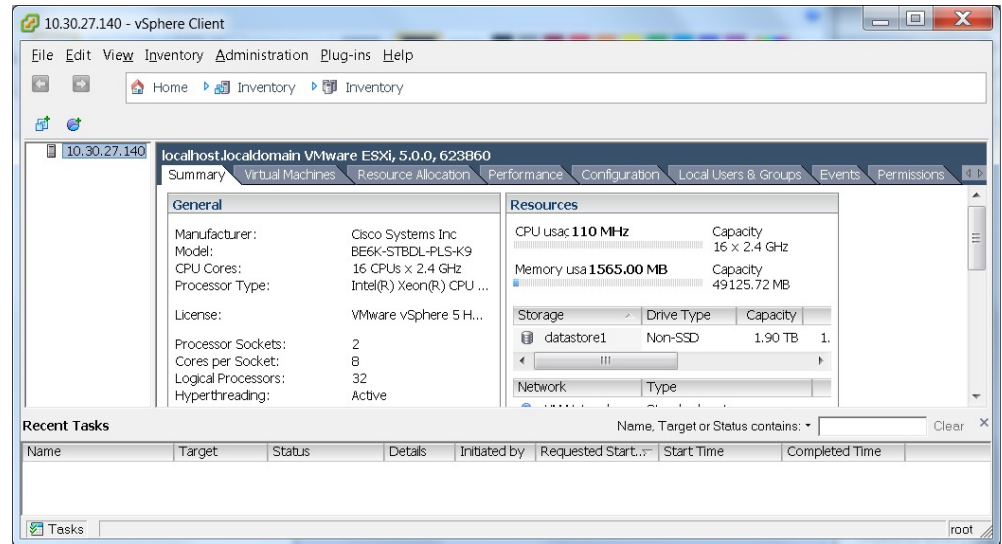 10.30.27.140 - vSphere Client
File Edit View Inventory Administration Plug-ins Help
Home Inventory Inventory
10.30.27.140
localhost.localdomain VMware ESXi, 5.0.0, 623860
Summary Virtual Machines Resource Allocation Performance Configuration Local Users & Groups Events Permissions
General
Manufacturer: Cisco Systems Inc
Model: BE6K-STBDL-PLS-K9
CPU Cores: 16 CPUs x 2.4 GHz
Processor Type: Intel(R) Xeon(R) CPU ...
License: VMware vSphere 5 H...
Processor Sockets: 2
Cores per Socket: 8
Logical Processors: 32
Hyperthreading: Active
Resources
CPU usag 110 MHz Capacity
16 x 2.4 GHz
Memory usa 1565.00 MB Capacity
49125.72 MB
Storage Drive Type Capacity
datastore1 Non-SSD 1.90 TB 1.
Network Type
Recent Tasks Name, Target or Status contains: Clear
Name Target Status Details Initiated by Requested Start... Start Time Completed Time
Tasks root